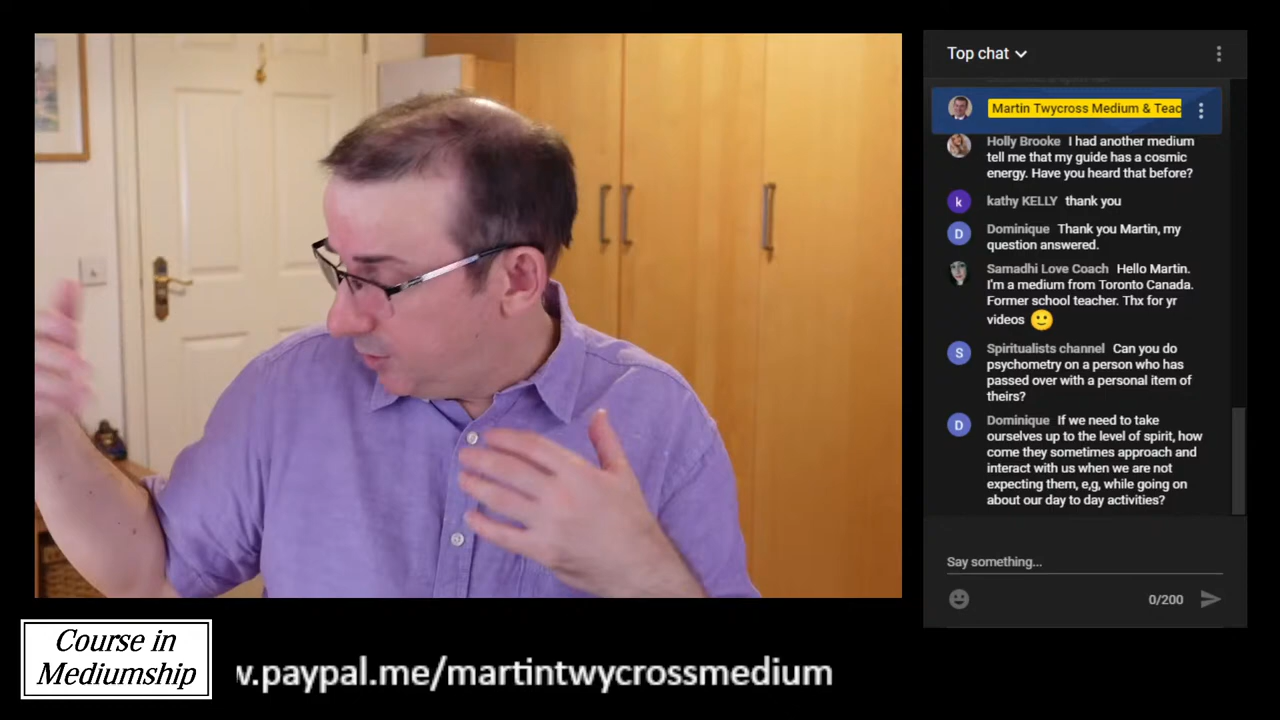 Top chat
Martin Twycross Medium & Teac
Holly Brooke I had another medium
tell me that my guide has a cosmic
energy. Have you heard that before?
k kathy KELLY thank you
D Dominique Thank you Martin, my
question answered.
Samadhi Love Coach Hello Martin.
I'm a medium from Toronto Canada.
Former school teacher. Thx for yr
videos 🙂
S Spiritualists channel Can you do
psychometry on a person who has
passed over with a personal item of
theirs?
D Dominique If we need to take
ourselves up to the level of spirit, how
come they sometimes approach and
interact with us when we are not
expecting them, e,g, while going on
about our day to day activities?
Say something...
0/200
Course in
Mediumship
w.paypal.me/martintwycrossmedium